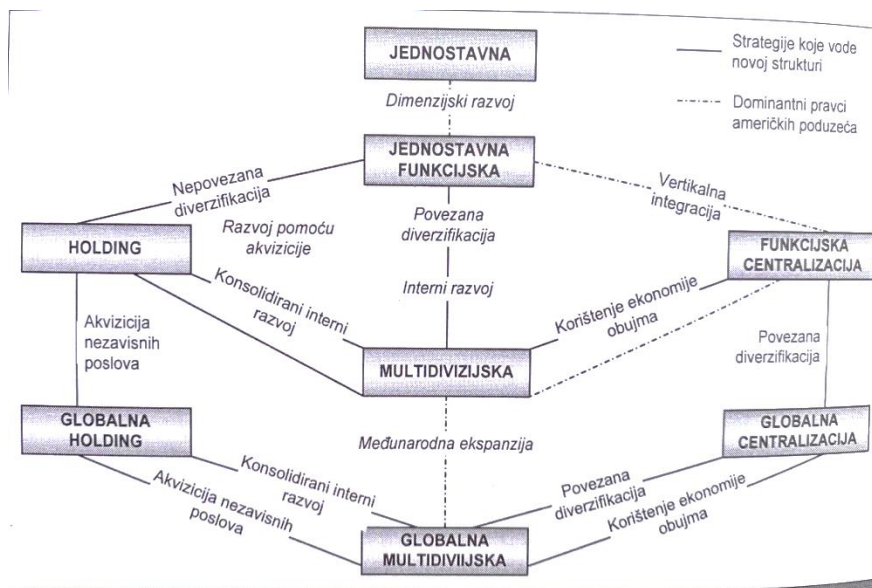 JEDNOSTAVNA
Strategije koje vode
novoj strukturi
Dimenzijski razvoj
Dominantni pravci
američkih poduzeća
JEDNOSTAVNA
FUNKCIJSKA
Nepovezana
diverzifikacija
Vertikalna
integracija
Razvoj pomoću
akvizicije
Povezana
diverzifikacija
HOLDING
FUNKCIJSKA
CENTRALIZACIJA
Konsolidirani interni
razvoj
Interni razvoj
Korištenje ekonomije
obujma
Akvizicija
nezavisnih
poslova
Povezana
diverzifikacija
MULTIDIVIZIJSKA
GLOBALNA
HOLDING
Međunarodna ekspanzija
GLOBALNA
CENTRALIZACIJA
Konsolidirani interni
razvoj
Akvizicija nezavisnih
poslova
Povezana
diverzifikacija
Korištenje ekonomije
obujma
GLOBALNA
MULTIDIVIIJSKA